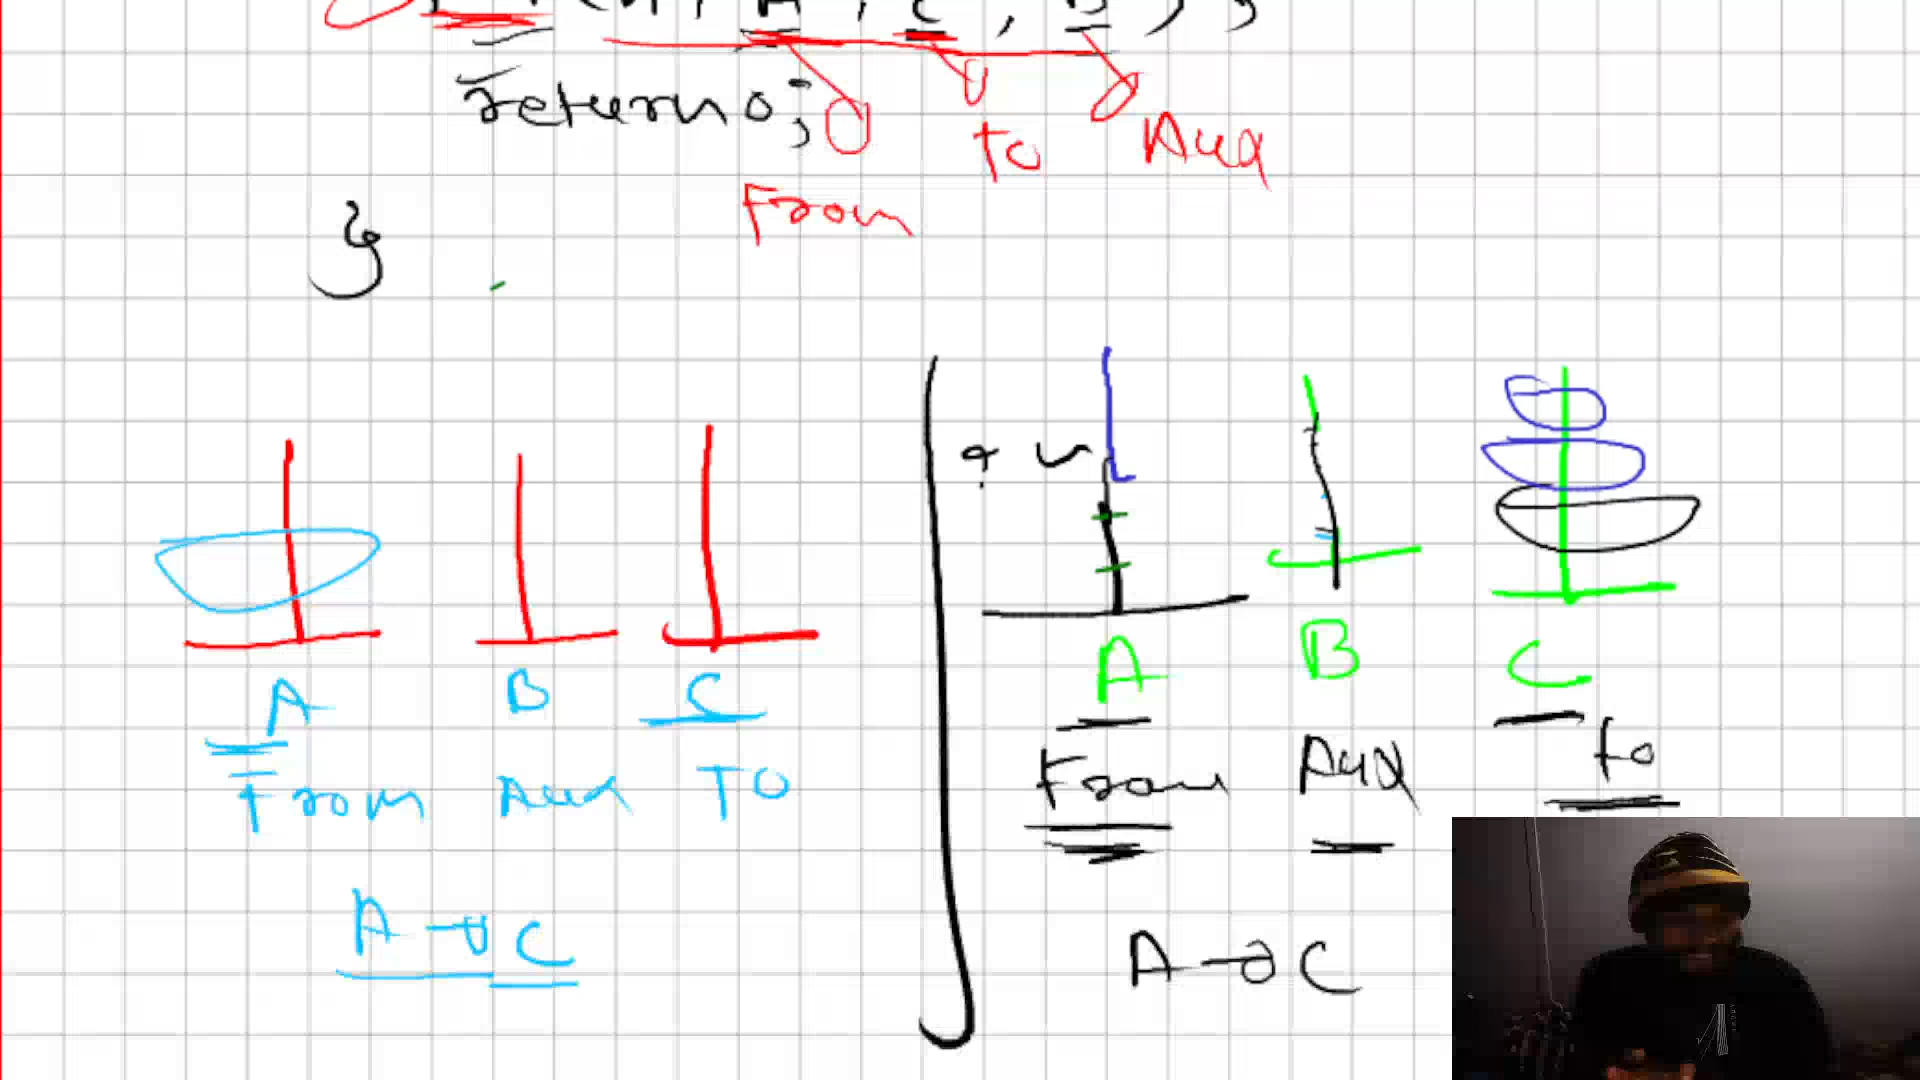 (n, A, C, B);
return 0;
To Aux
From
}
A B C
From Aux To
A → C
A B C
From Aux to
A → C